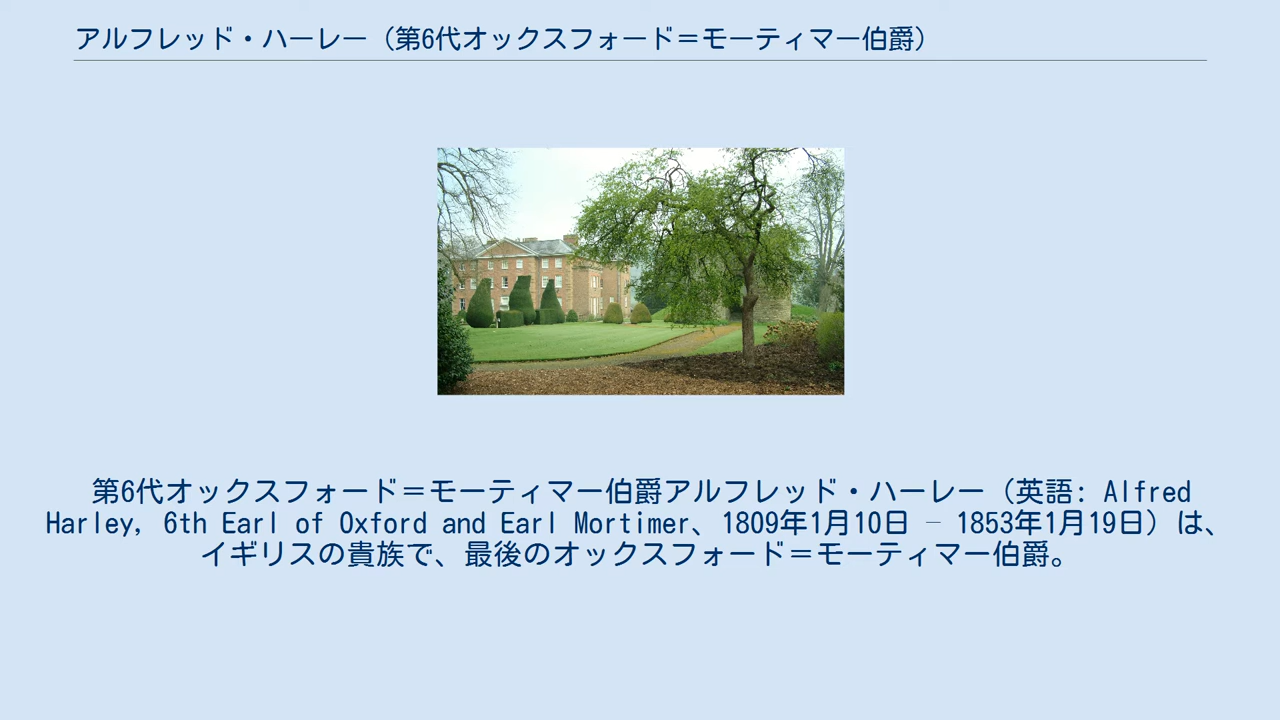 アルフレッド・ハーレー（第6代オックスフォード＝モーティマー伯爵）
第6代オックスフォード＝モーティマー伯爵アルフレッド・ハーレー（英語: Alfred
Harley, 6th Earl of Oxford and Earl Mortimer、1809年1月10日 – 1853年1月19日）は、
イギリスの貴族で、最後のオックスフォード＝モーティマー伯爵。